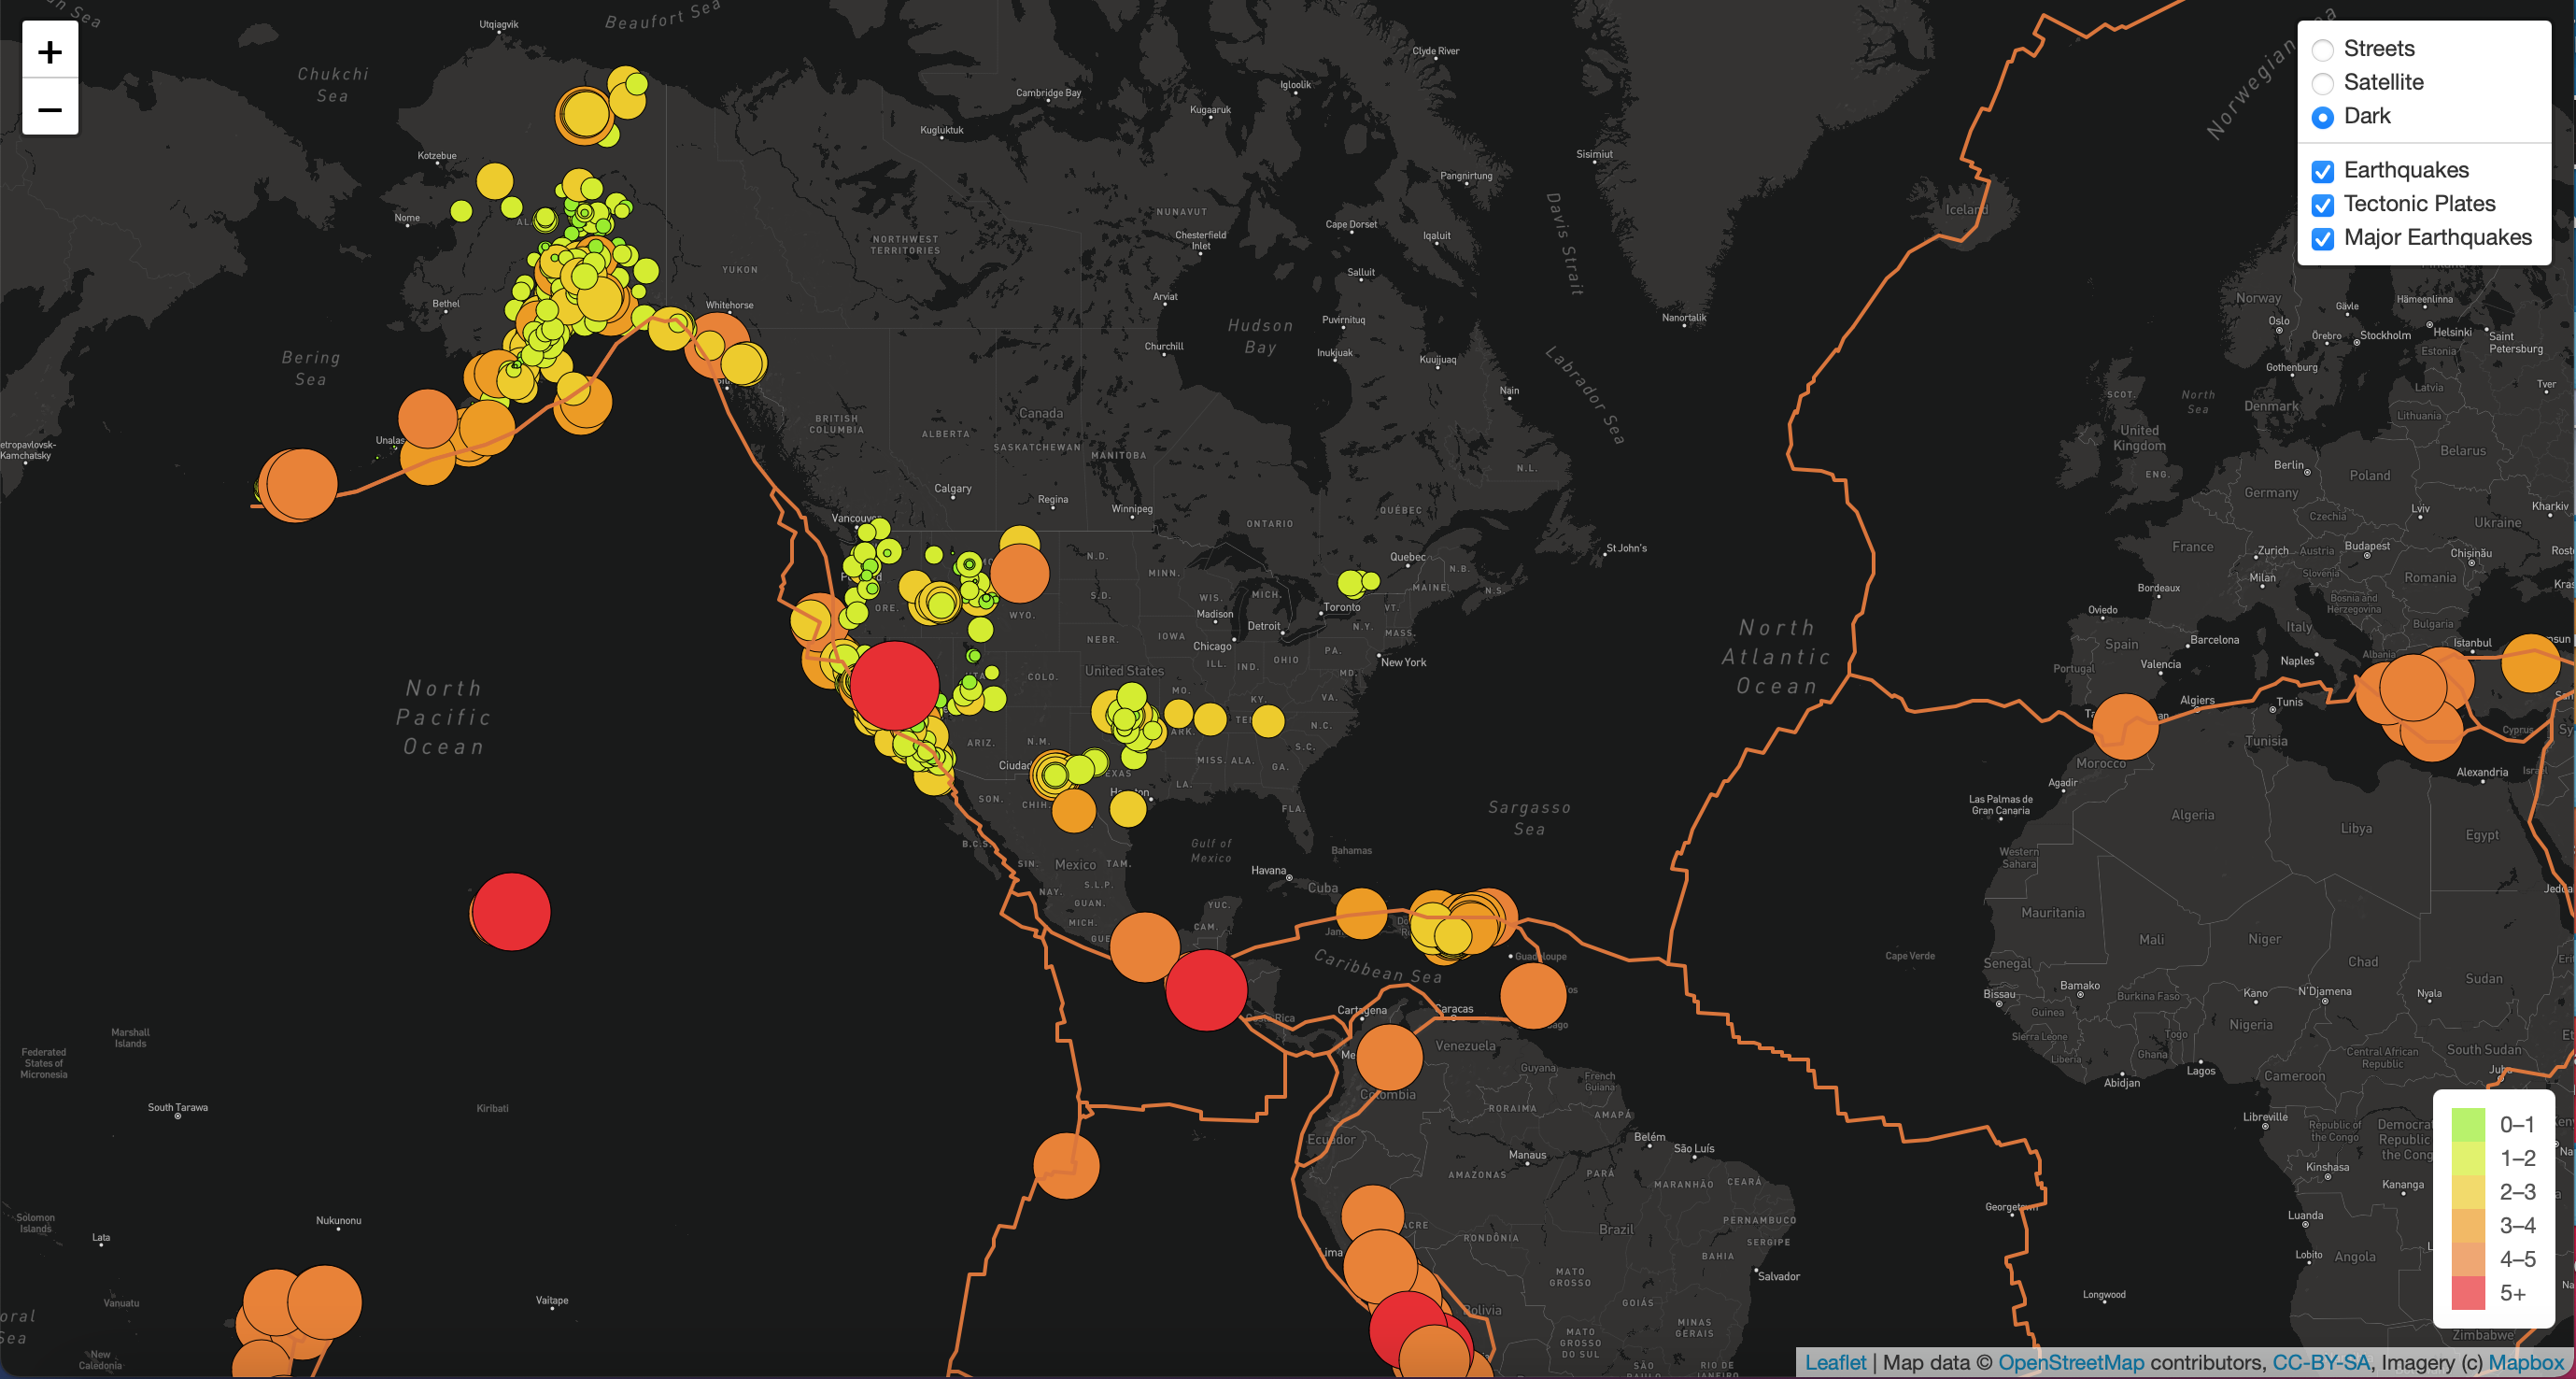 +
−
Streets
Satellite
Dark
Earthquakes
Tectonic Plates
Major Earthquakes
Beaufort Sea
Utqiagvik
Chukchi
Sea
Clyde River
Igloolik
Cambridge Bay
Kugaaruk
Kugluktuk
Norwegian
Kotzebue
Sisimiut
Pangnirtung
Nome
NUNAVUT
Cape Dorset
Davis Strait
Iceland
Chesterfield
Inlet
Iqaluit
NORTHWEST
TERRITORIES
YUKON
Salluit
Arviat
Bethel
Whitehorse
Norway
Oslo
Gävle
Hämeenlinna
Puvirnituq
Nanortalik
Hudson
Bay
Örebro
Stockholm
Helsinki
Saint
Petersburg
Estonia
Churchill
Inukjuak
Kuujjuaq
Labrador Sea
Bering
Sea
Gothenburg
Latvia
Tver
Nain
SCOT.
North
Sea
Denmark
Lithuania
BRITISH
COLUMBIA
Canada
ALBERTA
SASKATCHEWAN
MANITOBA
United
Kingdom
Belarus
Unalas
etropavlovsk-
Kamchatsky
N.L.
ENG.
Berlin
Poland
Germany
Calgary
Regina
Winnipeg
Czechia
Lviv
Kharkiv
Ukraine
Vancouver
ONTARIO
QUÉBEC
St John's
France
Zurich
Austria
Budapest
Chișinău
Rost
N.D.
MINN.
Quebec
N.B.
MAINE
N.S.
Milan
Slovenia
Romania
Kras
Bordeaux
Bosnia and
Herzegovina
S.D.
WIS.
MICH.
Toronto
VT.
ORE.
WYO.
Madison
Detroit
N.Y.
MASS.
Oviedo
Bulgaria
Italy
NEBR.
IOWA
Chicago
PA.
New York
Spain
Barcelona
Istanbul
Albania
Naples
Portugal
Valencia
North
Atlantic
Ocean
United States
COLO.
ILL.
IND.
OHIO
MD.
North
Pacific
Ocean
MO.
KY.
VA.
Algiers
Tunis
N.C.
ARK.
ARIZ.
N.M.
S.C.
Tunisia
Cyprus
MISS.
ALA.
GA.
Morocco
Alexandria
Israel
LA.
SON.
CHIH.
FLA.
Agadir
Las Palmas de
Gran Canaria
Sargasso
Sea
Algeria
Libya
Egypt
B.C.S.
Gulf of
Mexico
Bahamas
Western
Sahara
SIN.
Mexico
TAM.
Havana
Cuba
NAY.
S.L.P.
GUAN.
MICH.
YUC.
CAM.
Jedda
Mauritania
Mali
Niger
Chad
Sudan
Caribbean Sea
Guadeloupe
Cape Verde
Senegal
Bissau
Bamako
Burkina Faso
Kano
N'Djamena
Nyala
Cartagena
Caracas
Costa Rica
Guinea
Sierra Leone
Liberia
Togo
Ghana
Nigeria
Marshall
Islands
Federated
States of
Micronesia
Venezuela
Guyana
French
Guiana
Central African
Republic
South Sudan
Abidjan
Lagos
Cameroon
Juba
Colombia
South Tarawa
Kiribati
RORAIMA
AMAPÁ
Libreville
Republic of
the Congo
Ecuador
Belém
São Luís
Manaus
AMAZONAS
PARÁ
MARANHÃO
CEARÁ
Kinshasa
Kananga
Solomon
Islands
Nukunonu
Lata
ACRE
Brazil
PERNAMBUCO
SERGIPE
RONDÔNIA
BAHIA
Georgetown
Luanda
Lobito
Angola
Lima
MATO
GROSSO
Salvador
Vanuatu
Vaitape
Bolivia
GOIÁS
Longwood
oral
Sea
New
Caledonia
MATO
GROSSO
DO SUL
MINAS
GERAIS
SÃO
PAULO
RIO DE
JANEIRO
Zimbabwe
0–1
1–2
2–3
3–4
4–5
5+
Leaflet | Map data © OpenStreetMap contributors, CC-BY-SA, Imagery (c) Mapbox